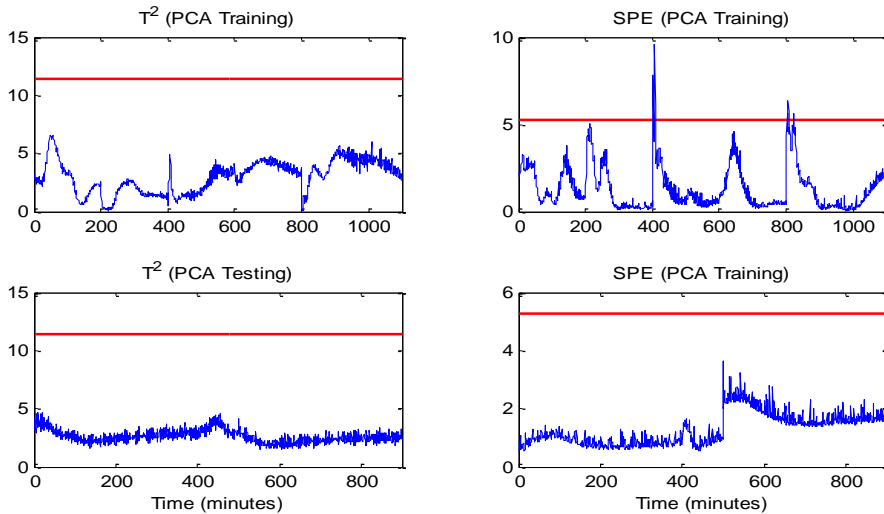 T² (PCA Training)
15
10
5
0
0 200 400 600 800 1000
SPE (PCA Training)
10
5
0
0 200 400 600 800 1000
T² (PCA Testing)
15
10
5
0
0 200 400 600 800
Time (minutes)
SPE (PCA Training)
6
4
2
0
0 200 400 600 800
Time (minutes)